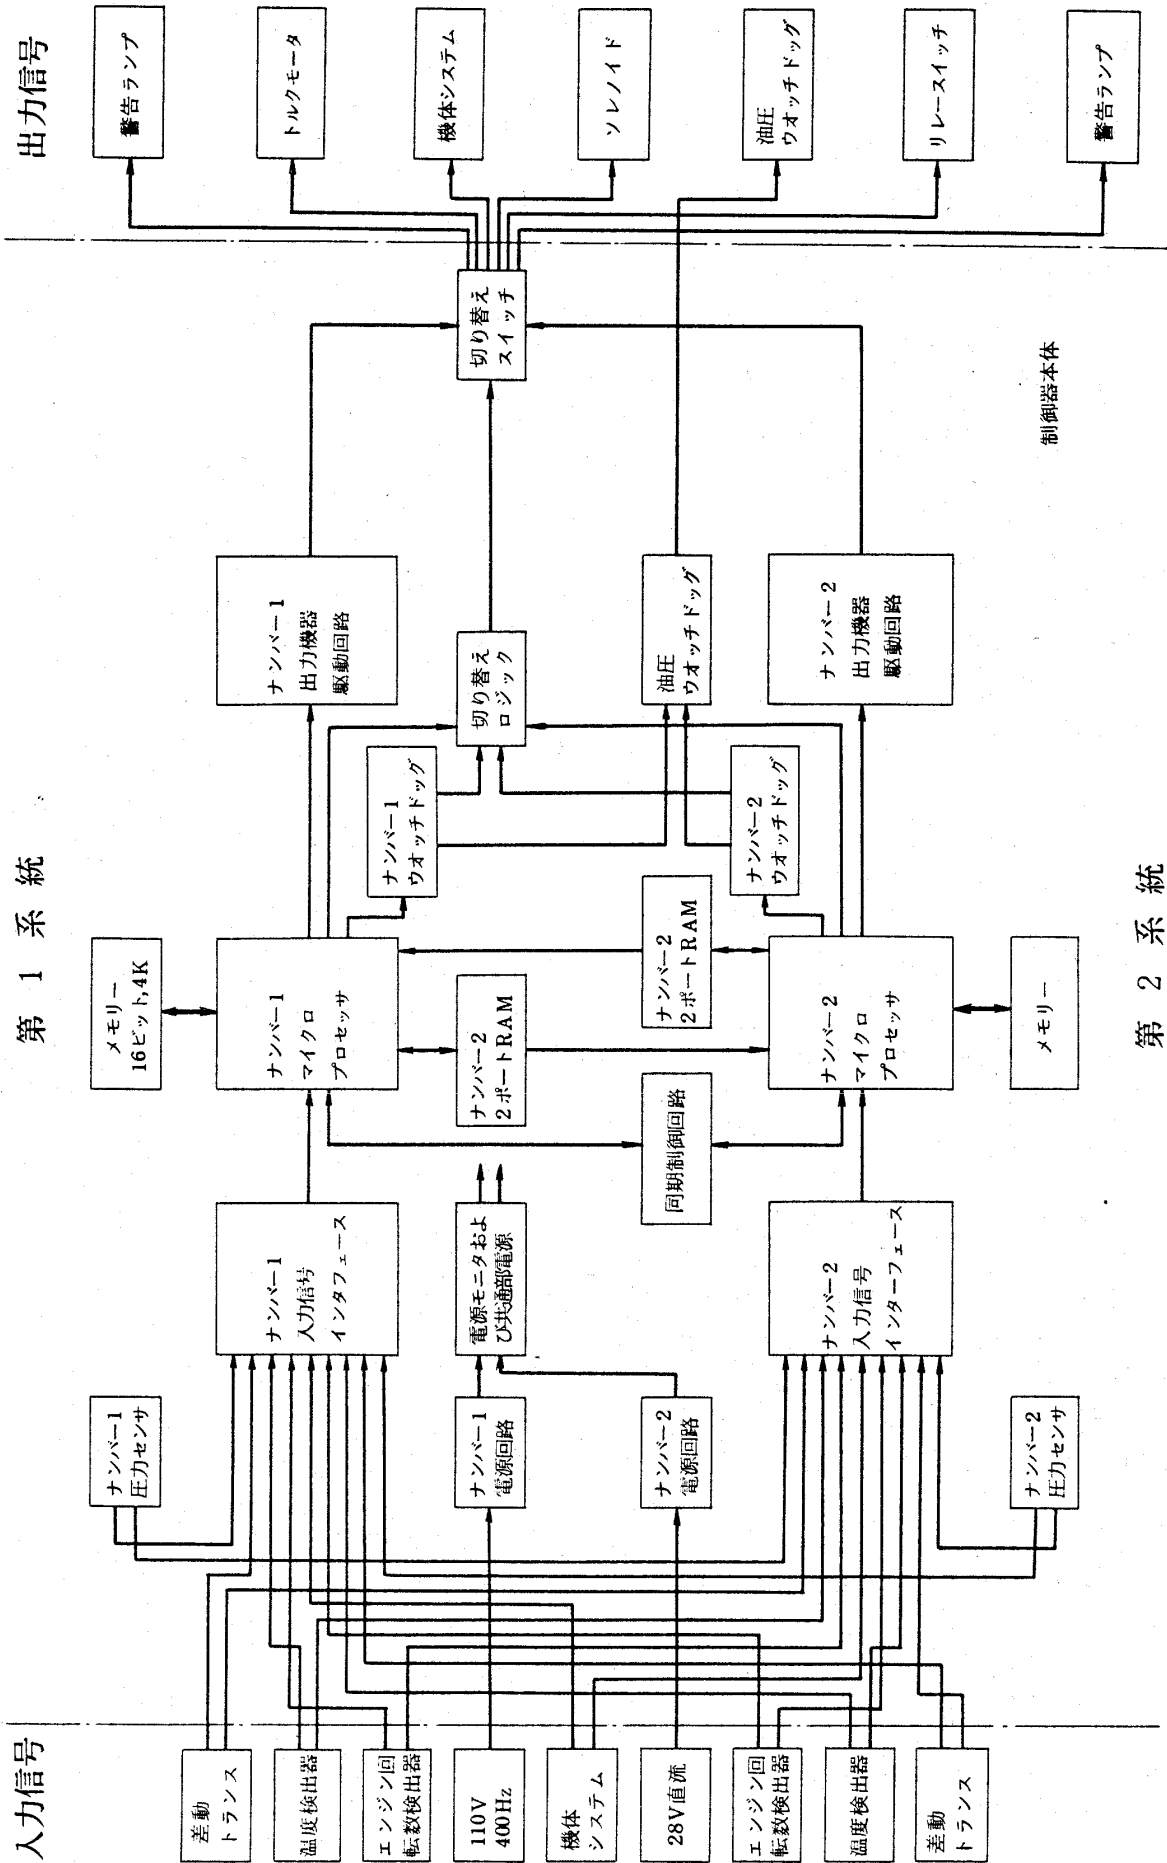 入力信号
出力信号
第 1 系 統
第 2 系 統
差動
トランス
温度検出器
エンジン回
転数検出器
110V
400Hz
機体
システム
28V直流
エンジン回
転数検出器
温度検出器
差動
トランス
ナンバー1
圧力センサ
ナンバー1
電源回路
ナンバー2
電源回路
ナンバー2
圧力センサ
ナンバー1
入力信号
インタフェース
電源モニタおよ
び共通部電源
同期制御回路
ナンバー2
入力信号
インターフェース
メモリー
16ビット,4K
ナンバー1
マイクロ
プロセッサ
ナンバー2
2ポートRAM
ナンバー2
2ポートRAM
ナンバー2
マイクロ
プロセッサ
メモリー
ナンバー1
ウオッチドッグ
ナンバー2
ウオッチドッグ
ナンバー1
出力機器
駆動回路
切り替え
ロジック
油圧
ウオッチドッグ
ナンバー2
出力機器
駆動回路
切り替え
スイッチ
制御器本体
警告ランプ
トルクモータ
機体システム
ソレノイド
油圧
ウオッチドッグ
リレースイッチ
警告ランプ